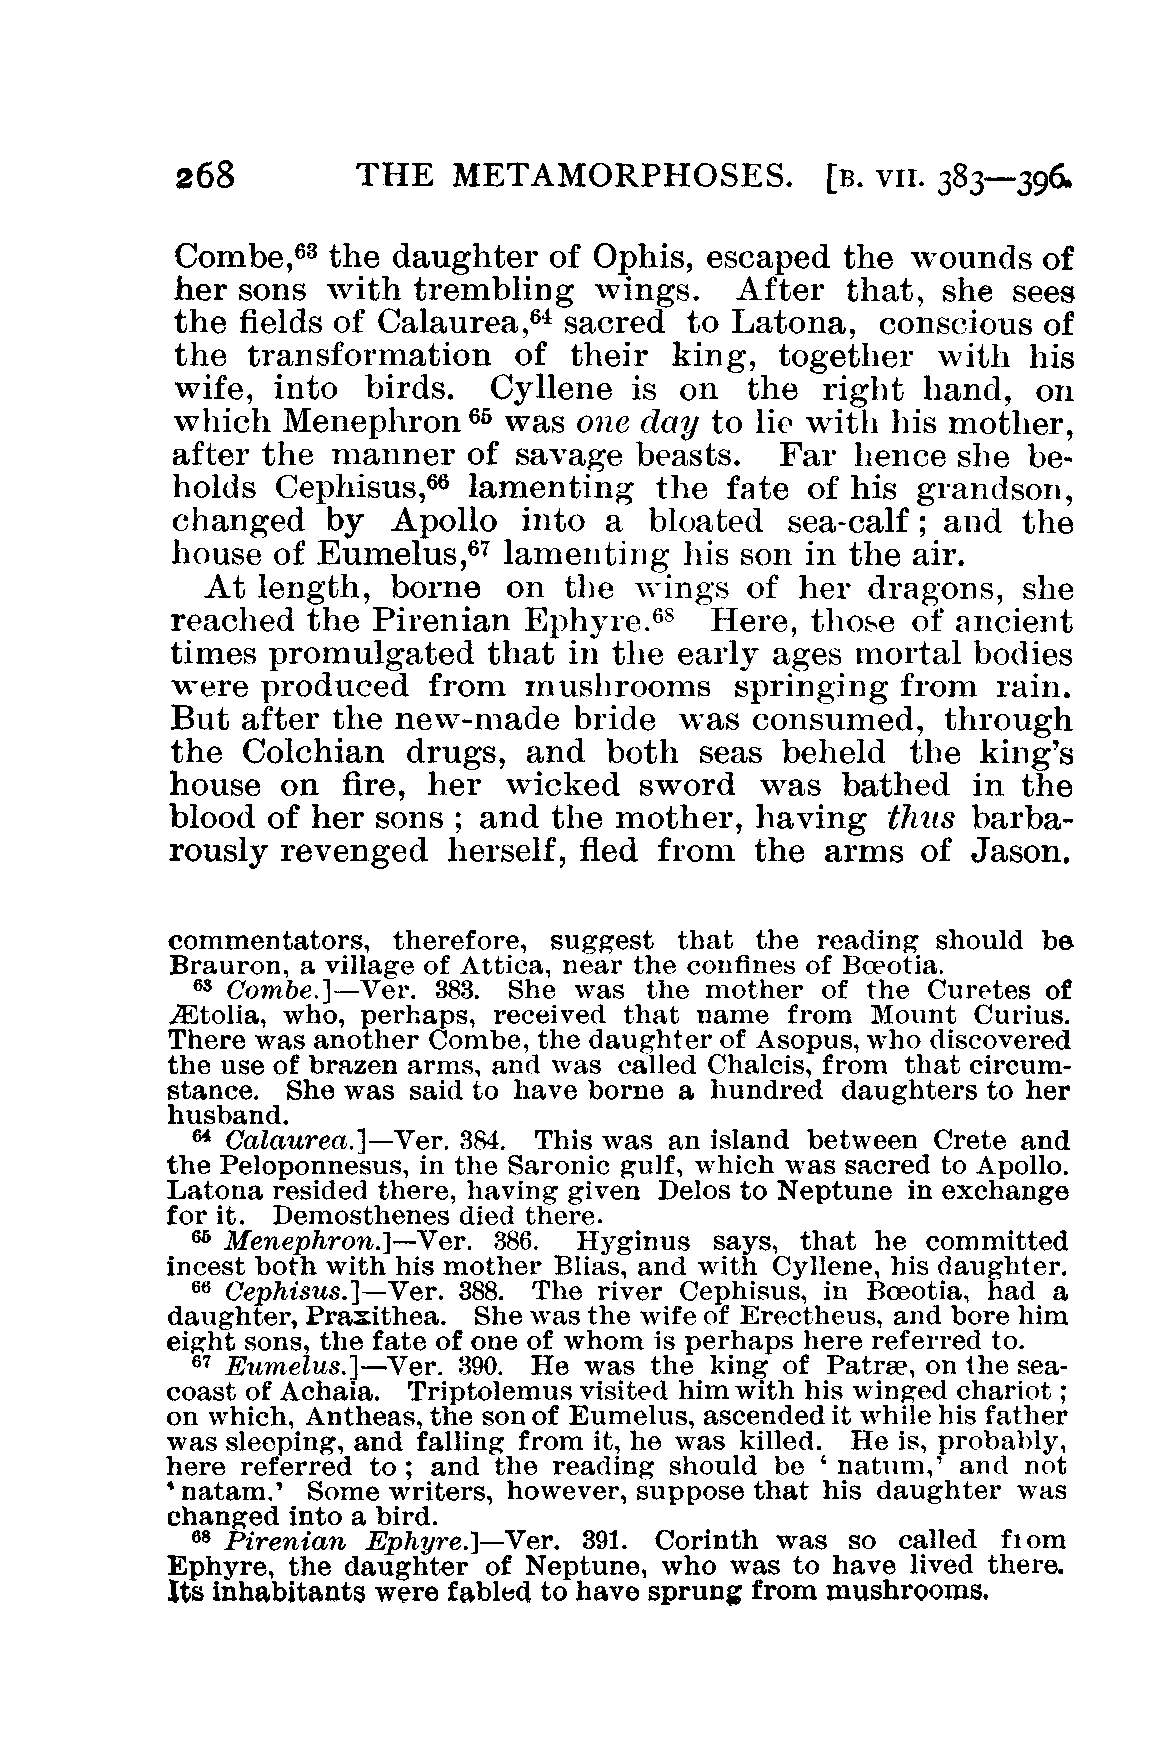 268 THE METAMORPHOSES. [B. VII. 383—396.
Combe,⁶³ the daughter of Ophis, escaped the wounds of
her sons with trembling wings. After that, she sees
the fields of Calaurea,⁶⁴ sacred to Latona, conscious of
the transformation of their king, together with his
wife, into birds. Cyllene is on the right hand, on
which Menephron ⁶⁵ was one day to lie with his mother,
after the manner of savage beasts. Far hence she be-
holds Cephisus,⁶⁶ lamenting the fate of his grandson,
changed by Apollo into a bloated sea-calf ; and the
house of Eumelus,⁶⁷ lamenting his son in the air.
At length, borne on the wings of her dragons, she
reached the Pirenian Ephyre.⁶⁸ Here, those of ancient
times promulgated that in the early ages mortal bodies
were produced from mushrooms springing from rain.
But after the new-made bride was consumed, through
the Colchian drugs, and both seas beheld the king's
house on fire, her wicked sword was bathed in the
blood of her sons ; and the mother, having thus barba-
rously revenged herself, fled from the arms of Jason.
commentators, therefore, suggest that the reading should be
Brauron, a village of Attica, near the confines of Bœotia.
⁶³ Combe.]—Ver. 383. She was the mother of the Curetes of
Ætolia, who, perhaps, received that name from Mount Curius.
There was another Combe, the daughter of Asopus, who discovered
the use of brazen arms, and was called Chalcis, from that circum-
stance. She was said to have borne a hundred daughters to her
husband.
⁶⁴ Calaurea.]—Ver. 384. This was an island between Crete and
the Peloponnesus, in the Saronic gulf, which was sacred to Apollo.
Latona resided there, having given Delos to Neptune in exchange
for it. Demosthenes died there.
⁶⁵ Menephron.]—Ver. 386. Hyginus says, that he committed
incest both with his mother Blias, and with Cyllene, his daughter.
⁶⁶ Cephisus.]—Ver. 388. The river Cephisus, in Bœotia, had a
daughter, Praxithea. She was the wife of Erectheus, and bore him
eight sons, the fate of one of whom is perhaps here referred to.
⁶⁷ Eumelus.]—Ver. 390. He was the king of Patræ, on the sea-
coast of Achaia. Triptolemus visited him with his winged chariot ;
on which, Antheas, the son of Eumelus, ascended it while his father
was sleeping, and falling from it, he was killed. He is, probably,
here referred to ; and the reading should be ‘ natum,’ and not
‘ natam.’ Some writers, however, suppose that his daughter was
changed into a bird.
⁶⁸ Pirenian Ephyre.]—Ver. 391. Corinth was so called from
Ephyre, the daughter of Neptune, who was to have lived there.
Its inhabitants were fabled to have sprung from mushrooms.